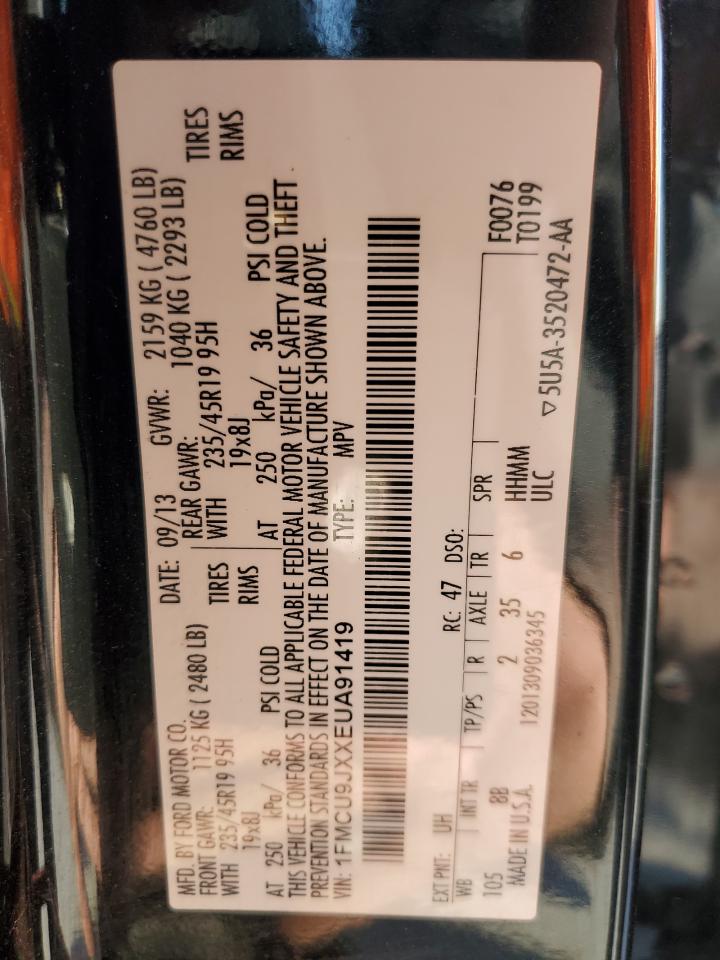 MFD. BY FORD MOTOR CO. DATE: 09/13 GVWR: 2159 KG ( 4760 LB)
FRONT GAWR: 1125 KG ( 2480 LB) REAR GAWR: 1040 KG ( 2293 LB)
WITH 235/45R19 95H TIRES WITH 235/45R19 95H TIRES
19x8J RIMS 19x8J RIMS
AT 250 kPa/ 36 PSI COLD AT 250 kPa/ 36 PSI COLD
THIS VEHICLE CONFORMS TO ALL APPLICABLE FEDERAL MOTOR VEHICLE SAFETY AND THEFT
PREVENTION STANDARDS IN EFFECT ON THE DATE OF MANUFACTURE SHOWN ABOVE.
VIN: 1FMCU9JXXEUA91419 TYPE: MPV
EXT PNT: UH RC: 47 DSO:
WB INT TR TP/PS R AXLE TR SPR F0076
105 8B 2 35 6 HHMM T0199
MADE IN U.S.A. 1201309036345 ULC ▽5U5A-3520472-AA